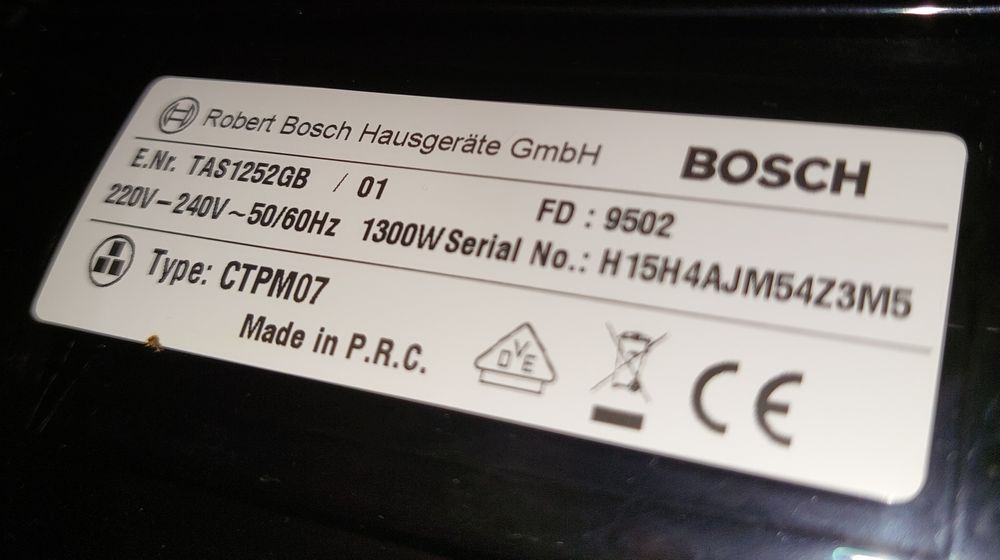 Robert Bosch Hausgeräte GmbH BOSCH
E.Nr. TAS1252GB / 01 FD : 9502
220V-240V~50/60Hz 1300W Serial No.: H15H4AJM54Z3M5
Type: CTPM07
Made in P.R.C. DVE CE